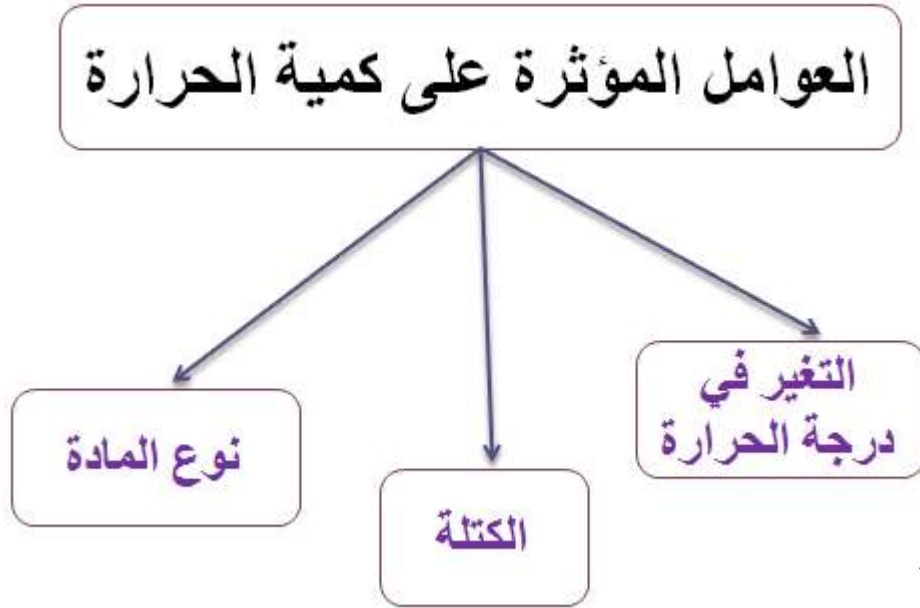 العوامل المؤثرة على كمية الحرارة
التغير في
درجة الحرارة
الكتلة
نوع المادة